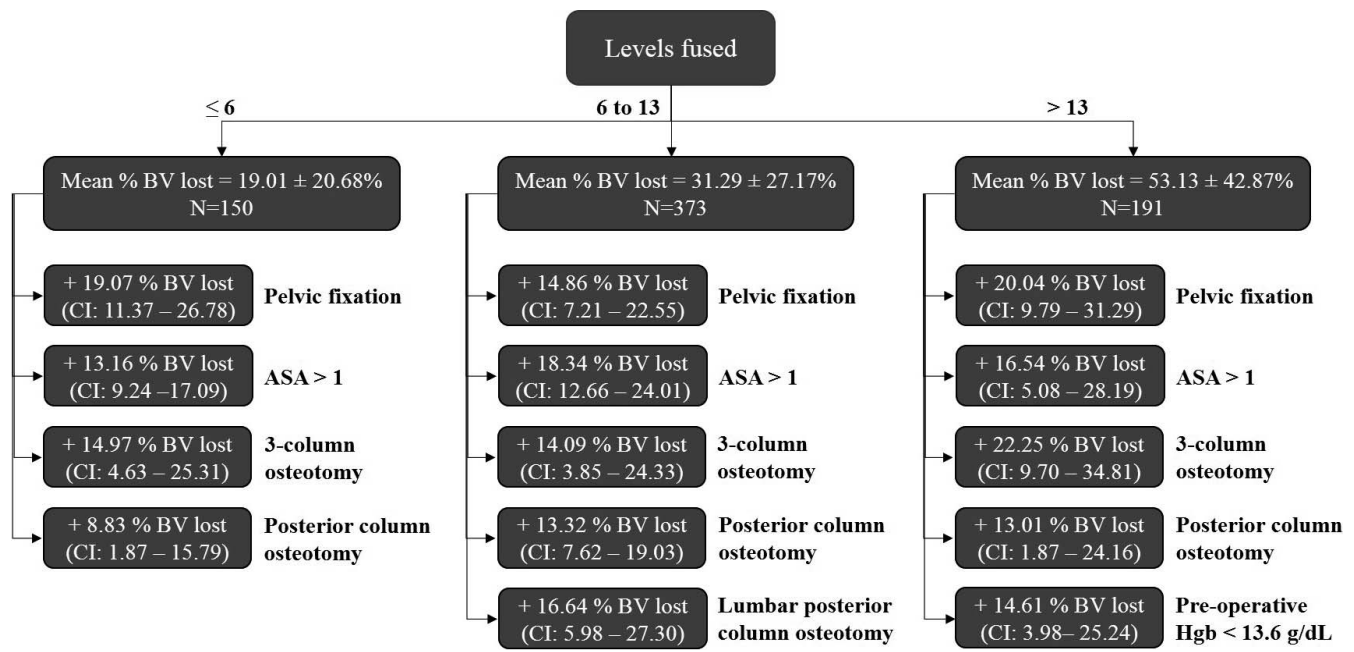 Levels fused
≤ 6
6 to 13
> 13
Mean % BV lost = 19.01 ± 20.68%
N=150
+ 19.07 % BV lost
(CI: 11.37 – 26.78)
Pelvic fixation
+ 13.16 % BV lost
(CI: 9.24 –17.09)
ASA > 1
+ 14.97 % BV lost
(CI: 4.63 – 25.31)
3-column
osteotomy
+ 8.83 % BV lost
(CI: 1.87 – 15.79)
Posterior column
osteotomy
Mean % BV lost = 31.29 ± 27.17%
N=373
+ 14.86 % BV lost
(CI: 7.21 – 22.55)
Pelvic fixation
+ 18.34 % BV lost
(CI: 12.66 – 24.01)
ASA > 1
+ 14.09 % BV lost
(CI: 3.85 – 24.33)
3-column
osteotomy
+ 13.32 % BV lost
(CI: 7.62 – 19.03)
Posterior column
osteotomy
+ 16.64 % BV lost
(CI: 5.98 – 27.30)
Lumbar posterior
column osteotomy
Mean % BV lost = 53.13 ± 42.87%
N=191
+ 20.04 % BV lost
(CI: 9.79 – 31.29)
Pelvic fixation
+ 16.54 % BV lost
(CI: 5.08 – 28.19)
ASA > 1
+ 22.25 % BV lost
(CI: 9.70 – 34.81)
3-column
osteotomy
+ 13.01 % BV lost
(CI: 1.87 – 24.16)
Posterior column
osteotomy
+ 14.61 % BV lost
(CI: 3.98– 25.24)
Pre-operative
Hgb < 13.6 g/dL